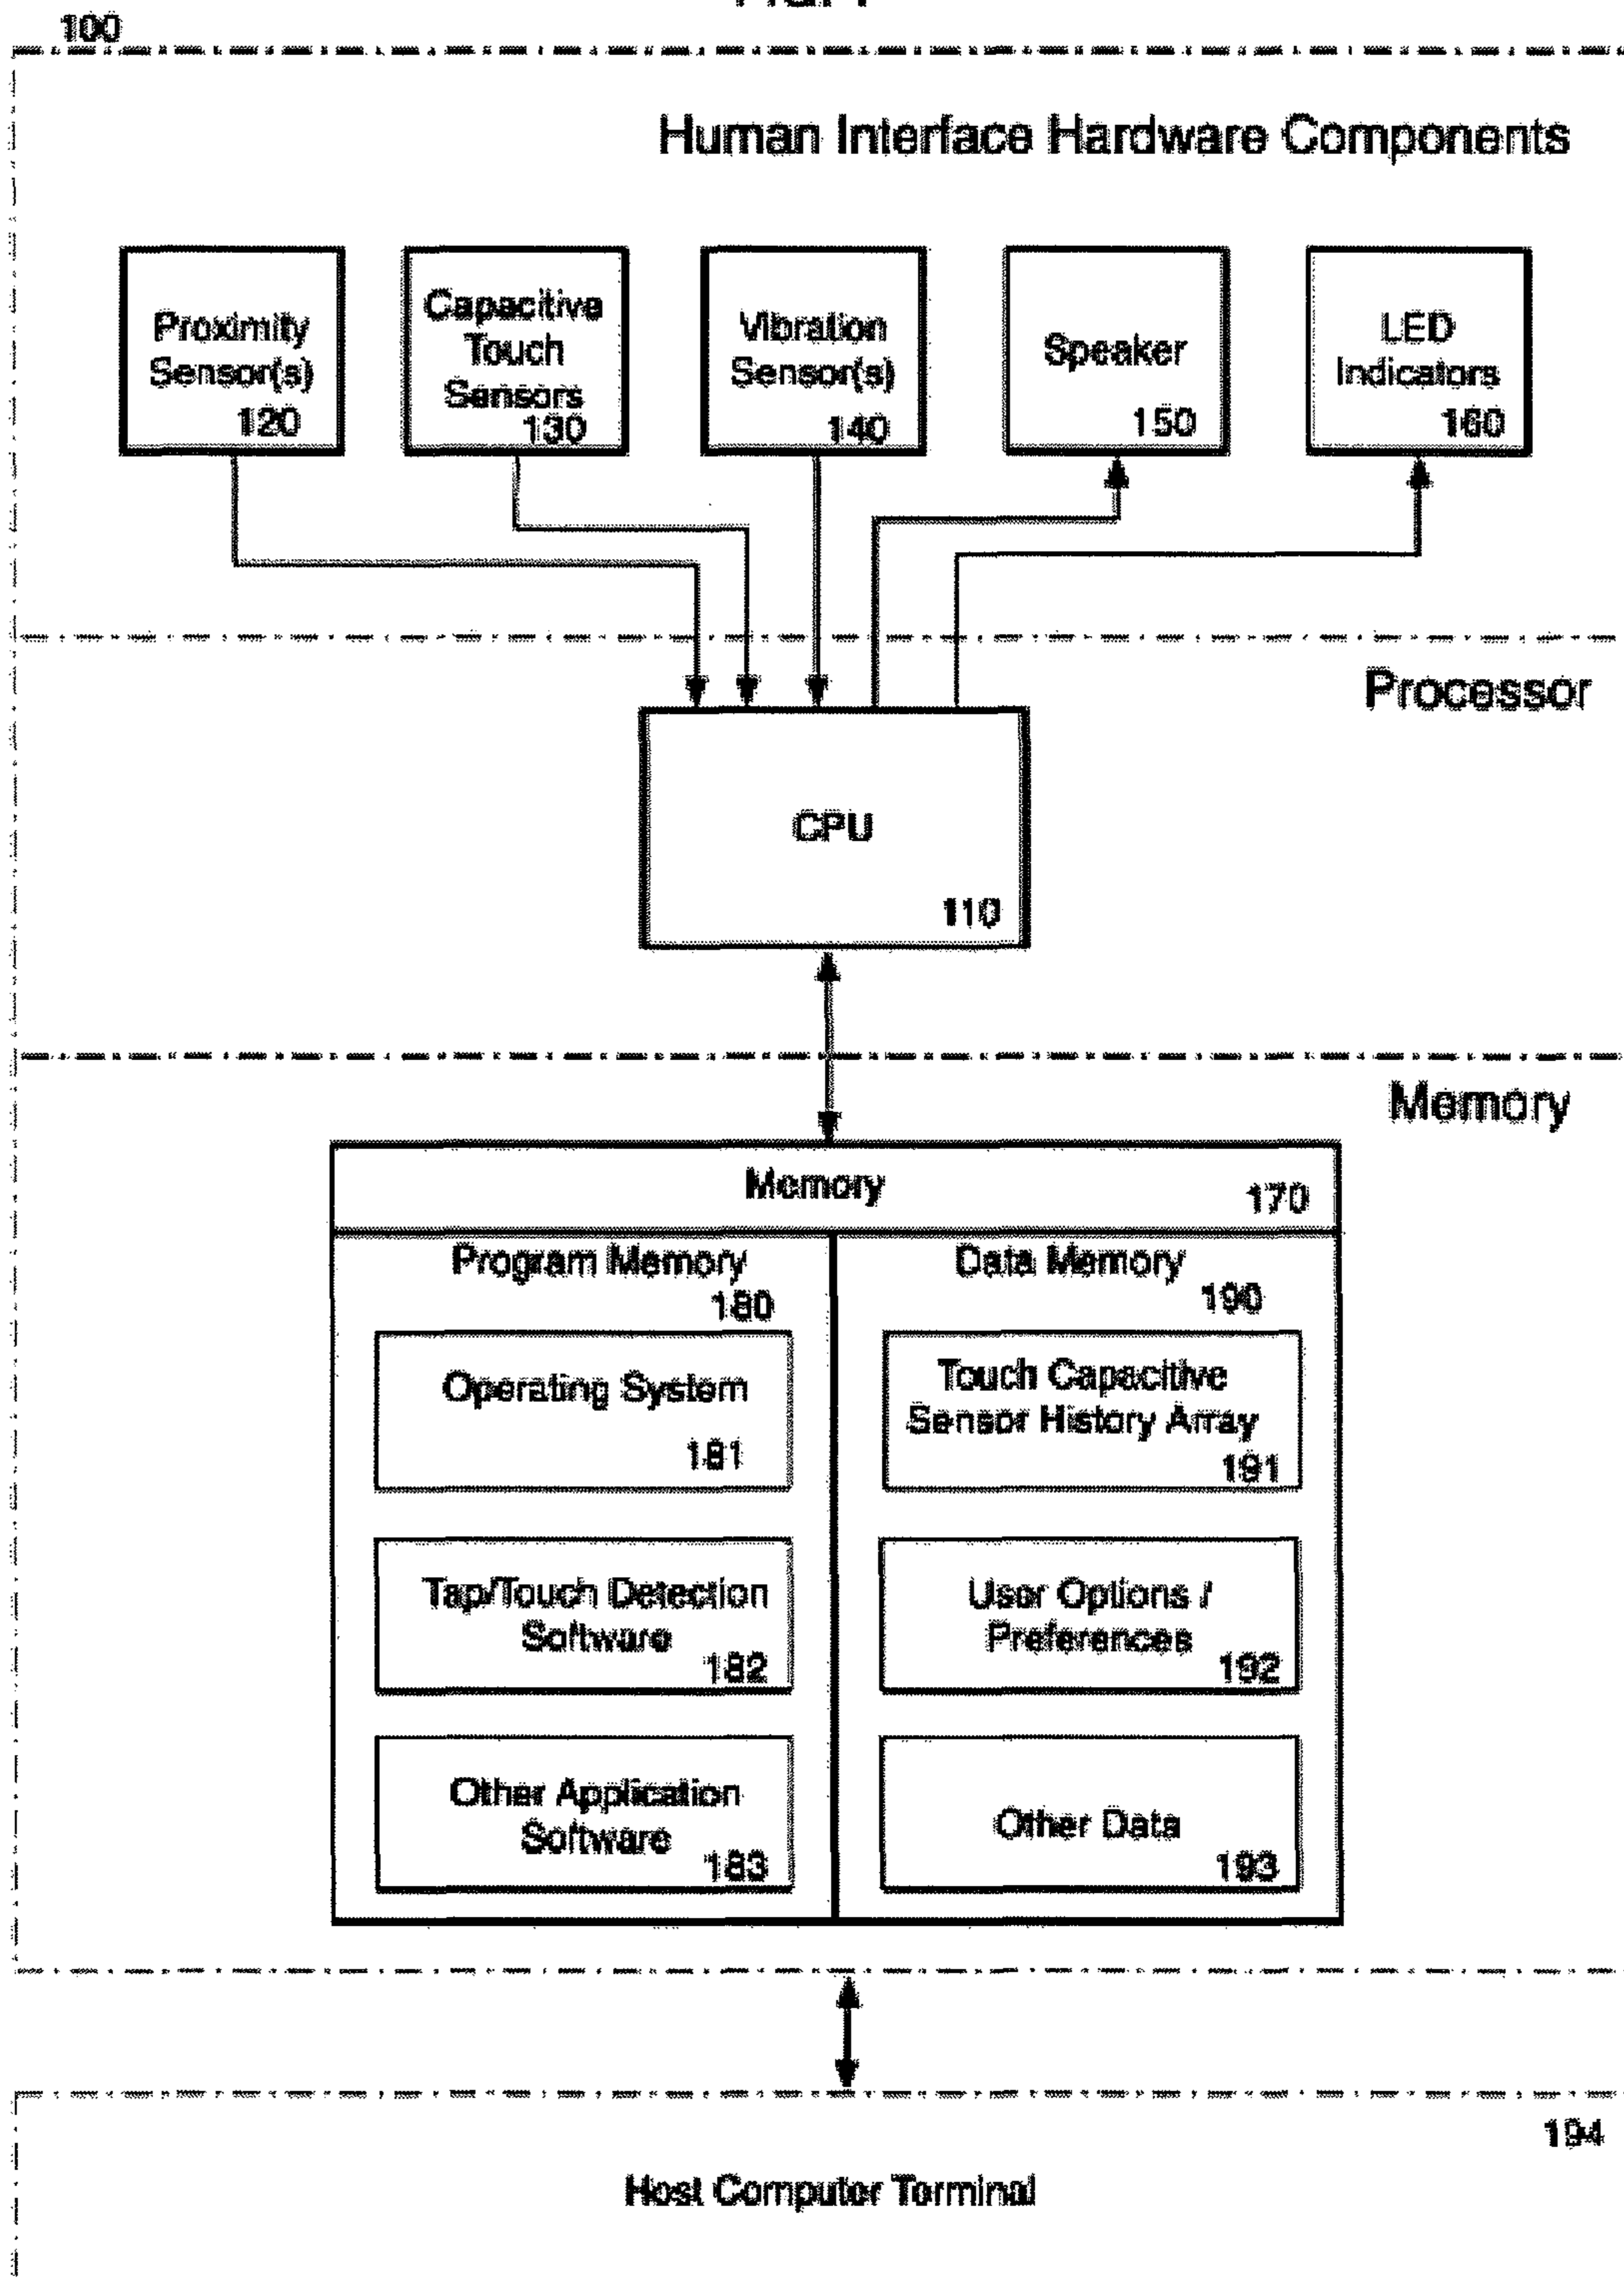 100
Human Interface Hardware Components
Proximity
Sensor(s)
120
Capacitive
Touch
Sensors
130
Vibration
Sensor(s)
140
Speaker
150
LED
Indicators
160
Processor
CPU
110
Memory
Memory
170
Program Memory
180
Data Memory
190
Operating System
181
Touch Capacitive
Sensor History Array
191
Tap/Touch Detection
Software
182
User Options /
Preferences
192
Other Application
Software
183
Other Data
193
194
Host Computer Terminal